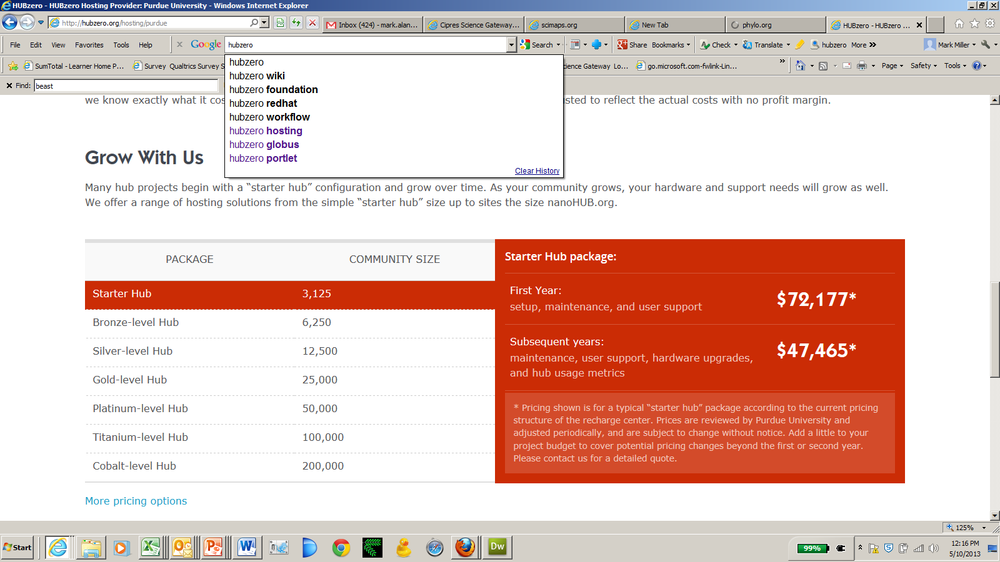 HUBzero - HUBzero Hosting Provider: Purdue University - Windows Internet Explorer
http://hubzero.org/hosting/purdue
Inbox (424) - mark.alan,...
Cipres Science Gateway...
scimaps.org
New Tab
phylo.org
HUBzero - HUBzero ...
File Edit View Favorites Tools Help
Google hubzero Search Share Bookmarks Check Translate hubzero More Mark Miller
SumTotal - Learner Home P... Survey Qualtrics Survey S
cience Gateway Lo... go.microsoft.com-fwlink-Lin... Page Safety Tools
Find: beast
hubzero
hubzero wiki
hubzero foundation
hubzero redhat
hubzero workflow
hubzero hosting
hubzero globus
hubzero portlet
Clear History
we know exactly what it cos
sted to reflect the actual costs with no profit margin.
Grow With Us
Many hub projects begin with a “starter hub” configuration and grow over time. As your community grows, your hardware and support needs will grow as well.
We offer a range of hosting solutions from the simple “starter hub” size up to sites the size nanoHUB.org.
PACKAGE COMMUNITY SIZE
Starter Hub 3,125
Bronze-level Hub 6,250
Silver-level Hub 12,500
Gold-level Hub 25,000
Platinum-level Hub 50,000
Titanium-level Hub 100,000
Cobalt-level Hub 200,000
Starter Hub package:
First Year:
setup, maintenance, and user support
$72,177*
Subsequent years:
maintenance, user support, hardware upgrades,
and hub usage metrics
$47,465*
* Pricing shown is for a typical “starter hub” package according to the current pricing
structure of the recharge center. Prices are reviewed by Purdue University and
adjusted periodically, and are subject to change without notice. Add a little to your
project budget to cover potential pricing changes beyond the first or second year.
Please contact us for a detailed quote.
More pricing options
125%
Start
Dw
99%
12:16 PM
5/10/2013